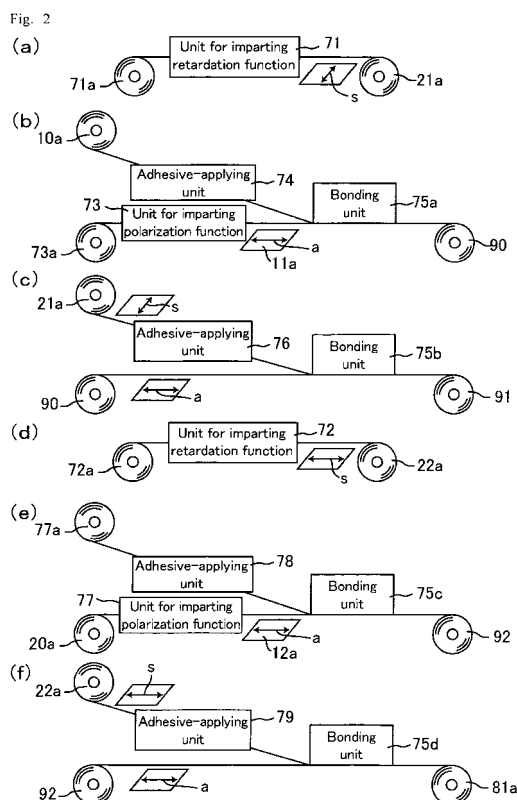 Fig. 2
(a)
Unit for imparting
retardation function
71
71a
s
21a
(b)
10a
Adhesive-applying
unit
74
73
Unit for imparting
polarization function
Bonding
unit
75a
73a
a
11a
90
(c)
21a
s
Adhesive-applying
unit
76
Bonding
unit
75b
90
a
91
(d)
Unit for imparting
retardation function
72
72a
s
22a
(e)
77a
Adhesive-applying
unit
78
77
Unit for imparting
polarization function
Bonding
unit
75c
20a
a
12a
92
(f)
22a
s
Adhesive-applying
unit
79
Bonding
unit
75d
92
a
81a